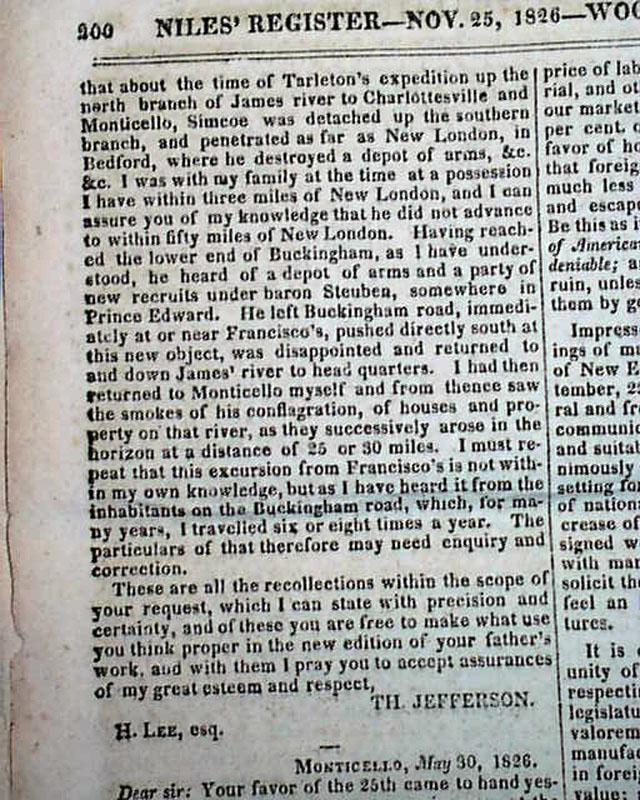 200 NILES' REGISTER—NOV. 25, 1826—WOO
that about the time of Tarleton's expedition up the
north branch of James river to Charlottesville and
Monticello, Simcoe was detached up the southern
branch, and penetrated as far as New London, in
Bedford, where he destroyed a depot of arms, &c.
&c. I was with my family at the time at a possession
I have within three miles of New London, and I can
assure you of my knowledge that he did not advance
to within fifty miles of New London. Having reach-
ed the lower end of Buckingham, as I have under-
stood, he heard of a depot of arms and a party of
new recruits under baron Steuben, somewhere in
Prince Edward. He left Buckingham road, immedi-
ately at or near Francisco's, pushed directly south at
this new object, was disappointed and returned to
and down James' river to head quarters. I had then
returned to Monticello myself and from thence saw
the smokes of his conflagration, of houses and pro-
perty on that river, as they successively arose in the
horizon at a distance of 25 or 30 miles. I must re-
peat that this excursion from Francisco's is not with-
in my own knowledge, but as I have heard it from the
inhabitants on the Buckingham road, which, for ma-
ny years, I travelled six or eight times a year. The
particulars of that therefore may need enquiry and
correction.
These are all the recollections within the scope of
your request, which I can state with precision and
certainty, and of these you are free to make what use
you think proper in the new edition of your father's
work, and with them I pray you to accept assurances
of my great esteem and respect,
TH. JEFFERSON.
H. LEE, esq.
MONTICELLO, May 30, 1826.
Dear sir: Your favor of the 25th came to hand yes-
price of lab
rial, and ot
our market
per cent. o
favor of ho
that foreig
much less
and escap
Be this as i
of American
deniable; a
ruin, unles
them by g
Impress
ings of mu
of New E
tember, 2
ral and fr
communic
and suitab
nimously
setting for
of nation
crease of
signed w
with man
solicit the
feel an
tures.
It is
unity of
respecti
legislatu
valorem
manufac
in foreig
value;